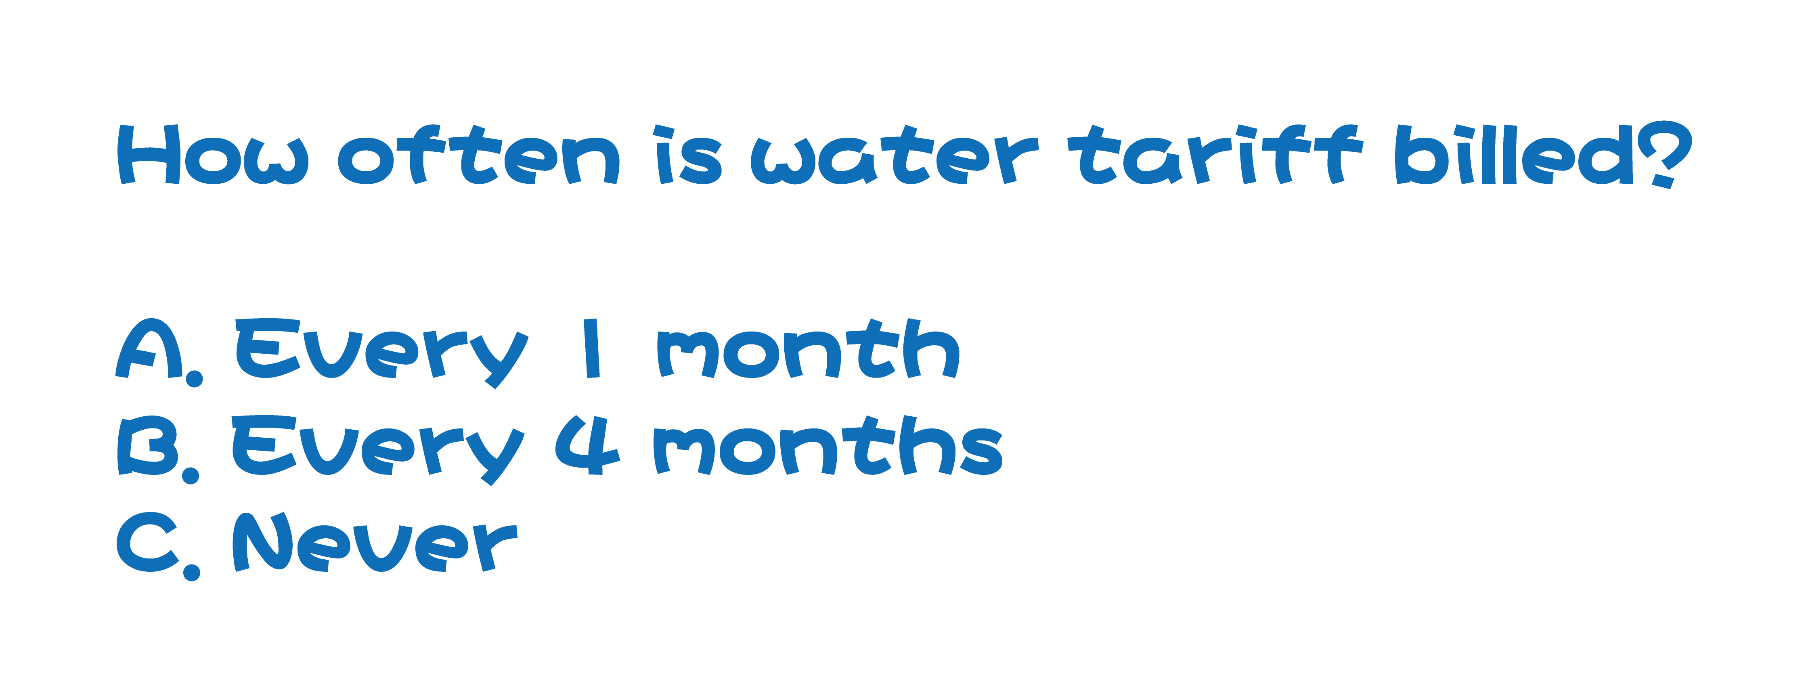 How often is water tariff billed?
A. Every 1 month
B. Every 4 months
C. Never